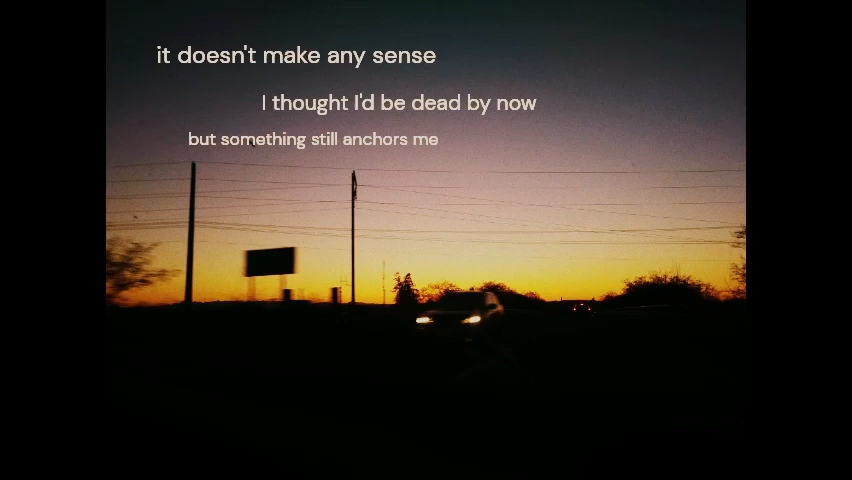 it doesn't make any sense
I thought I'd be dead by now
but something still anchors me